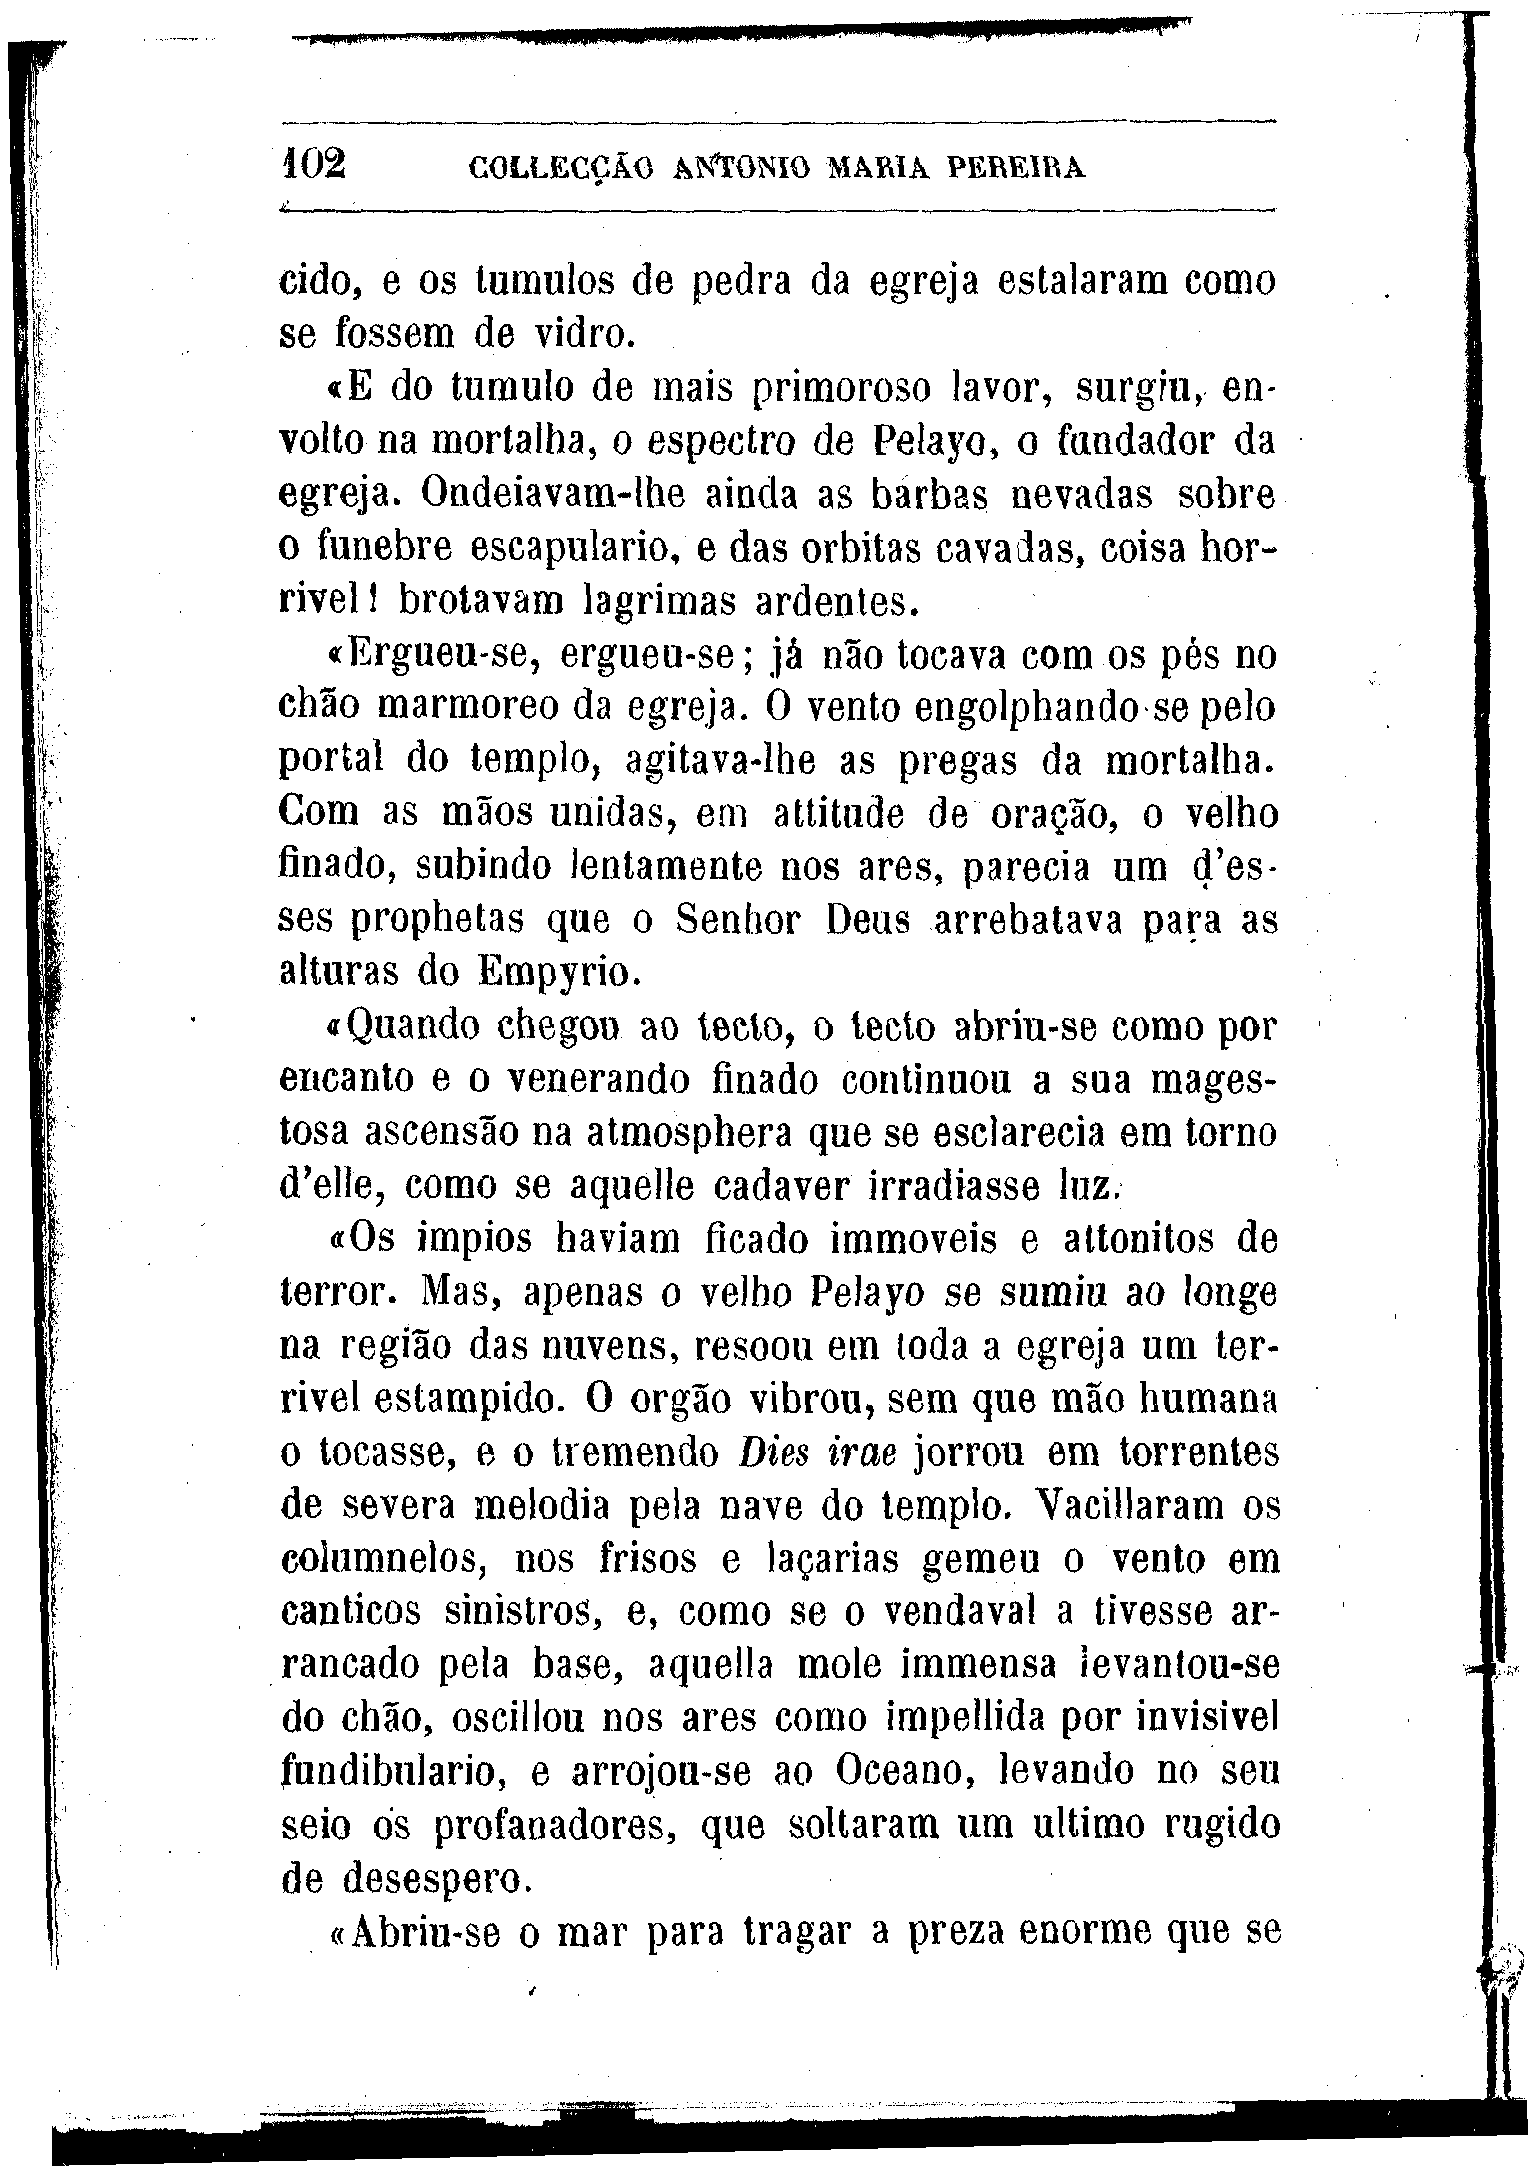 102 COLLECÇÃO ANTONIO MARIA PEREIRA
cido, e os tumulos de pedra da egreja estalaram como
se fossem de vidro.
«E do tumulo de mais primoroso lavor, surgiu, en-
volto na mortalha, o espectro de Pelayo, o fundador da
egreja. Ondeiavam-lhe ainda as barbas nevadas sobre
o funebre escapulario, e das orbitas cavadas, coisa hor-
rivel! brotavam lagrimas ardentes.
«Ergueu-se, ergueu-se; já não tocava com os pés no
chão marmoreo da egreja. O vento engolphando-se pelo
portal do templo, agitava-lhe as pregas da mortalha.
Com as mãos unidas, em attitude de oração, o velho
finado, subindo lentamente nos ares, parecia um d'es-
ses prophetas que o Senhor Deus arrebatava para as
alturas do Empyrio.
«Quando chegou ao tecto, o tecto abriu-se como por
encanto e o venerando finado continuou a sua mages-
tosa ascensão na atmosphera que se esclarecia em torno
d'elle, como se aquelle cadaver irradiasse luz.
«Os impios haviam ficado immoveis e attonitos de
terror. Mas, apenas o velho Pelayo se sumiu ao longe
na região das nuvens, resoou em toda a egreja um ter-
rivel estampido. O orgão vibrou, sem que mão humana
o tocasse, e o tremendo Dies irae jorrou em torrentes
de severa melodia pela nave do templo. Vacillaram os
columnelos, nos frisos e laçarias gemeu o vento em
canticos sinistros, e, como se o vendaval a tivesse ar-
rancado pela base, aquella mole immensa levantou-se
do chão, oscillou nos ares como impellida por invisivel
fundibulario, e arrojou-se ao Oceano, levando no seu
seio os profanadores, que soltaram um ultimo rugido
de desespero.
«Abriu-se o mar para tragar a preza enorme que se